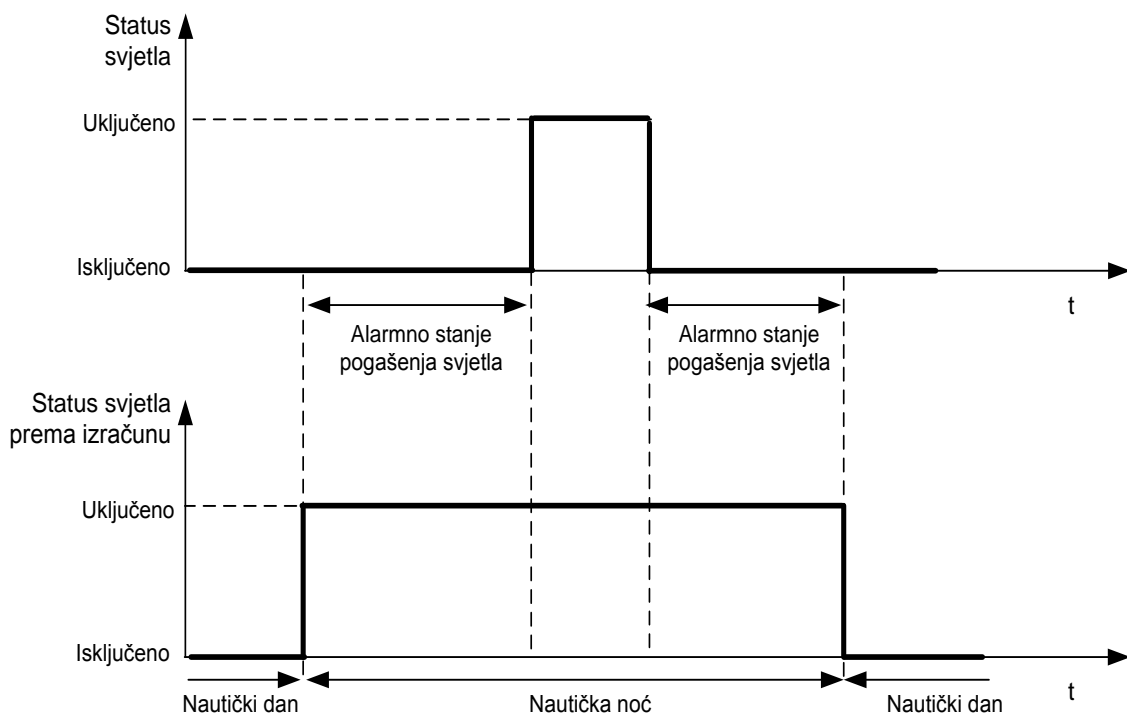 Status
svjetla
Uključeno
Isključeno
t
Alarmno stanje
pogašenja svjetla
Alarmno stanje
pogašenja svjetla
Status svjetla
prema izračunu
Uključeno
Isključeno
t
Nautički dan
Nautička noć
Nautički dan